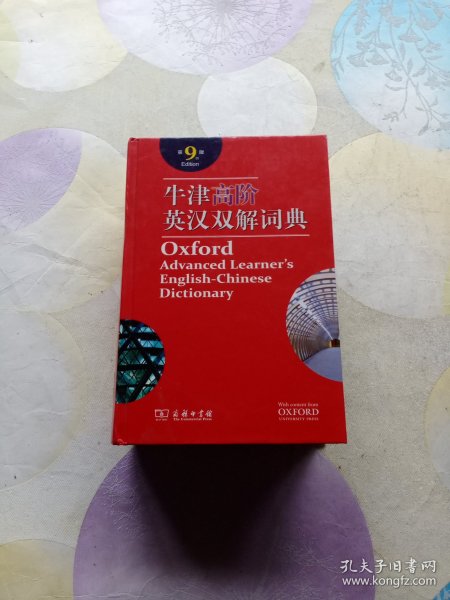 第9版
Edition
牛津高阶
英汉双解词典
Oxford
Advanced Learner's
English-Chinese
Dictionary
商务印书馆
The Commercial Press
With content from
OXFORD
UNIVERSITY PRESS
孔夫子旧书网
www.kongfz.com